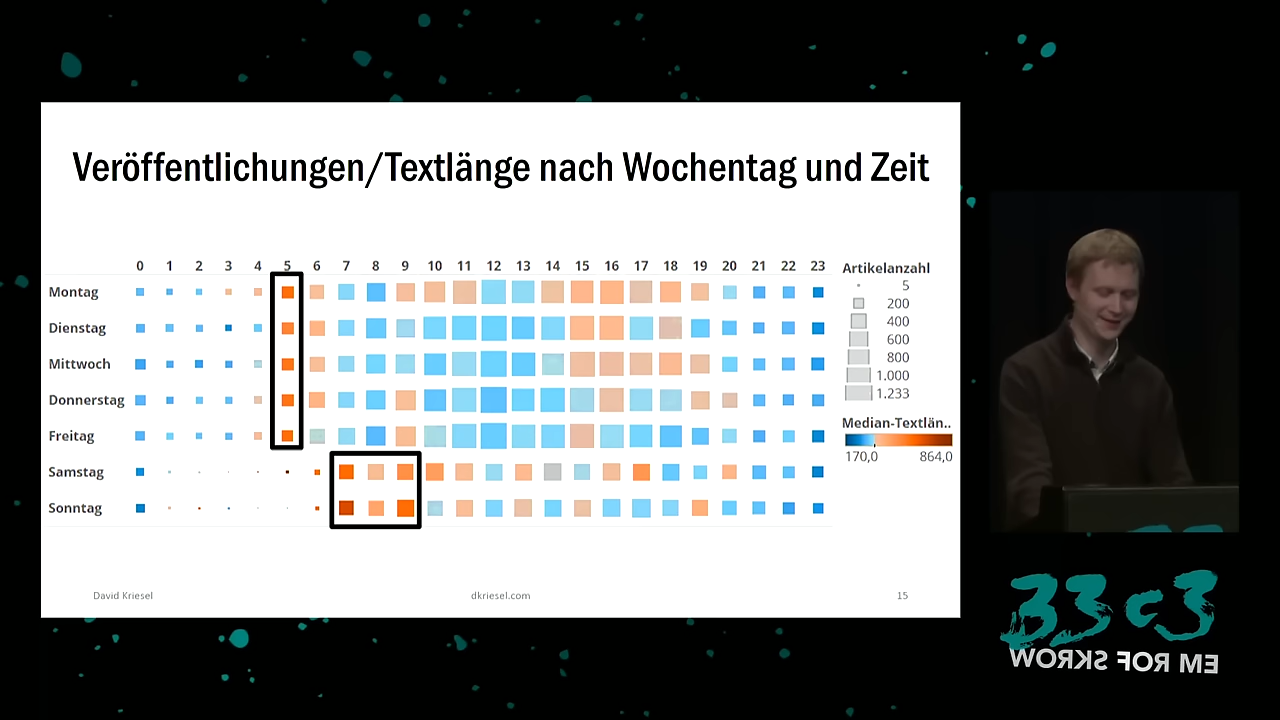 Veröffentlichungen/Textlänge nach Wochentag und Zeit
0 1 2 3 4 5 6 7 8 9 10 11 12 13 14 15 16 17 18 19 20 21 22 23
Montag
Dienstag
Mittwoch
Donnerstag
Freitag
Samstag
Sonntag
Artikelanzahl
5
200
400
600
800
1.000
1.233
Median-Textlän..
170,0 864,0
David Kriesel dkriesel.com 15
33c3
WORKS FOR ME